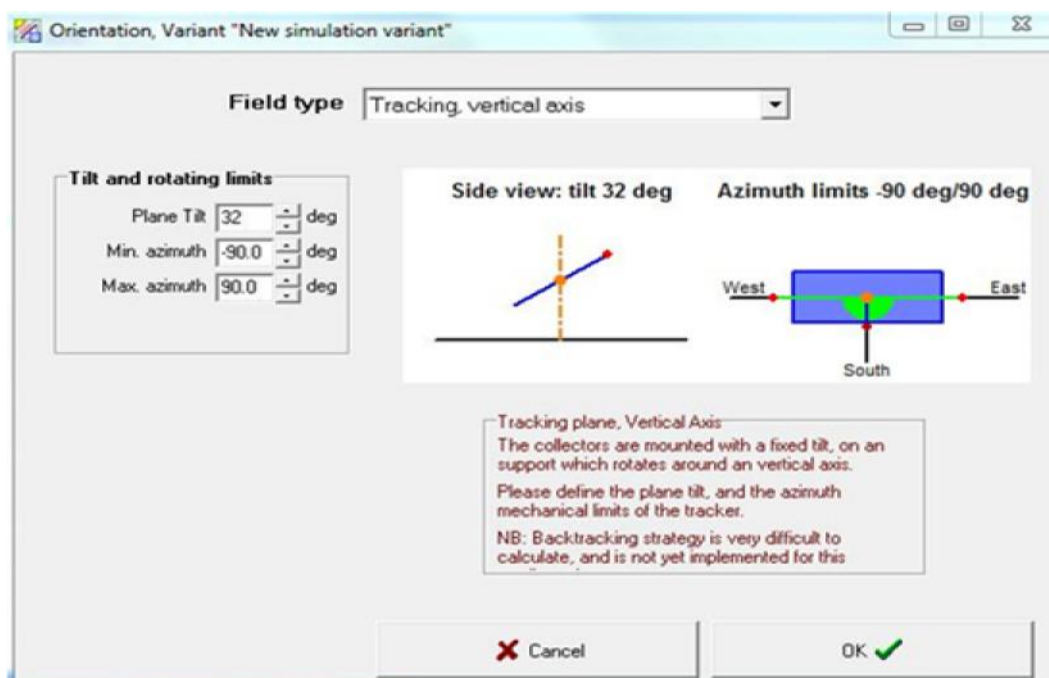 Orientation, Variant "New simulation variant"
Field type Tracking, vertical axis
Tilt and rotating limits
Plane Tilt 32 deg
Min. azimuth -90.0 deg
Max. azimuth 90.0 deg
Side view: tilt 32 deg
Azimuth limits -90 deg/90 deg
West
East
South
Tracking plane, Vertical Axis
The collectors are mounted with a fixed tilt, on an
support which rotates around an vertical axis.
Please define the plane tilt, and the azimuth
mechanical limits of the tracker.
NB: Backtracking strategy is very difficult to
calculate, and is not yet implemented for this
Cancel
OK